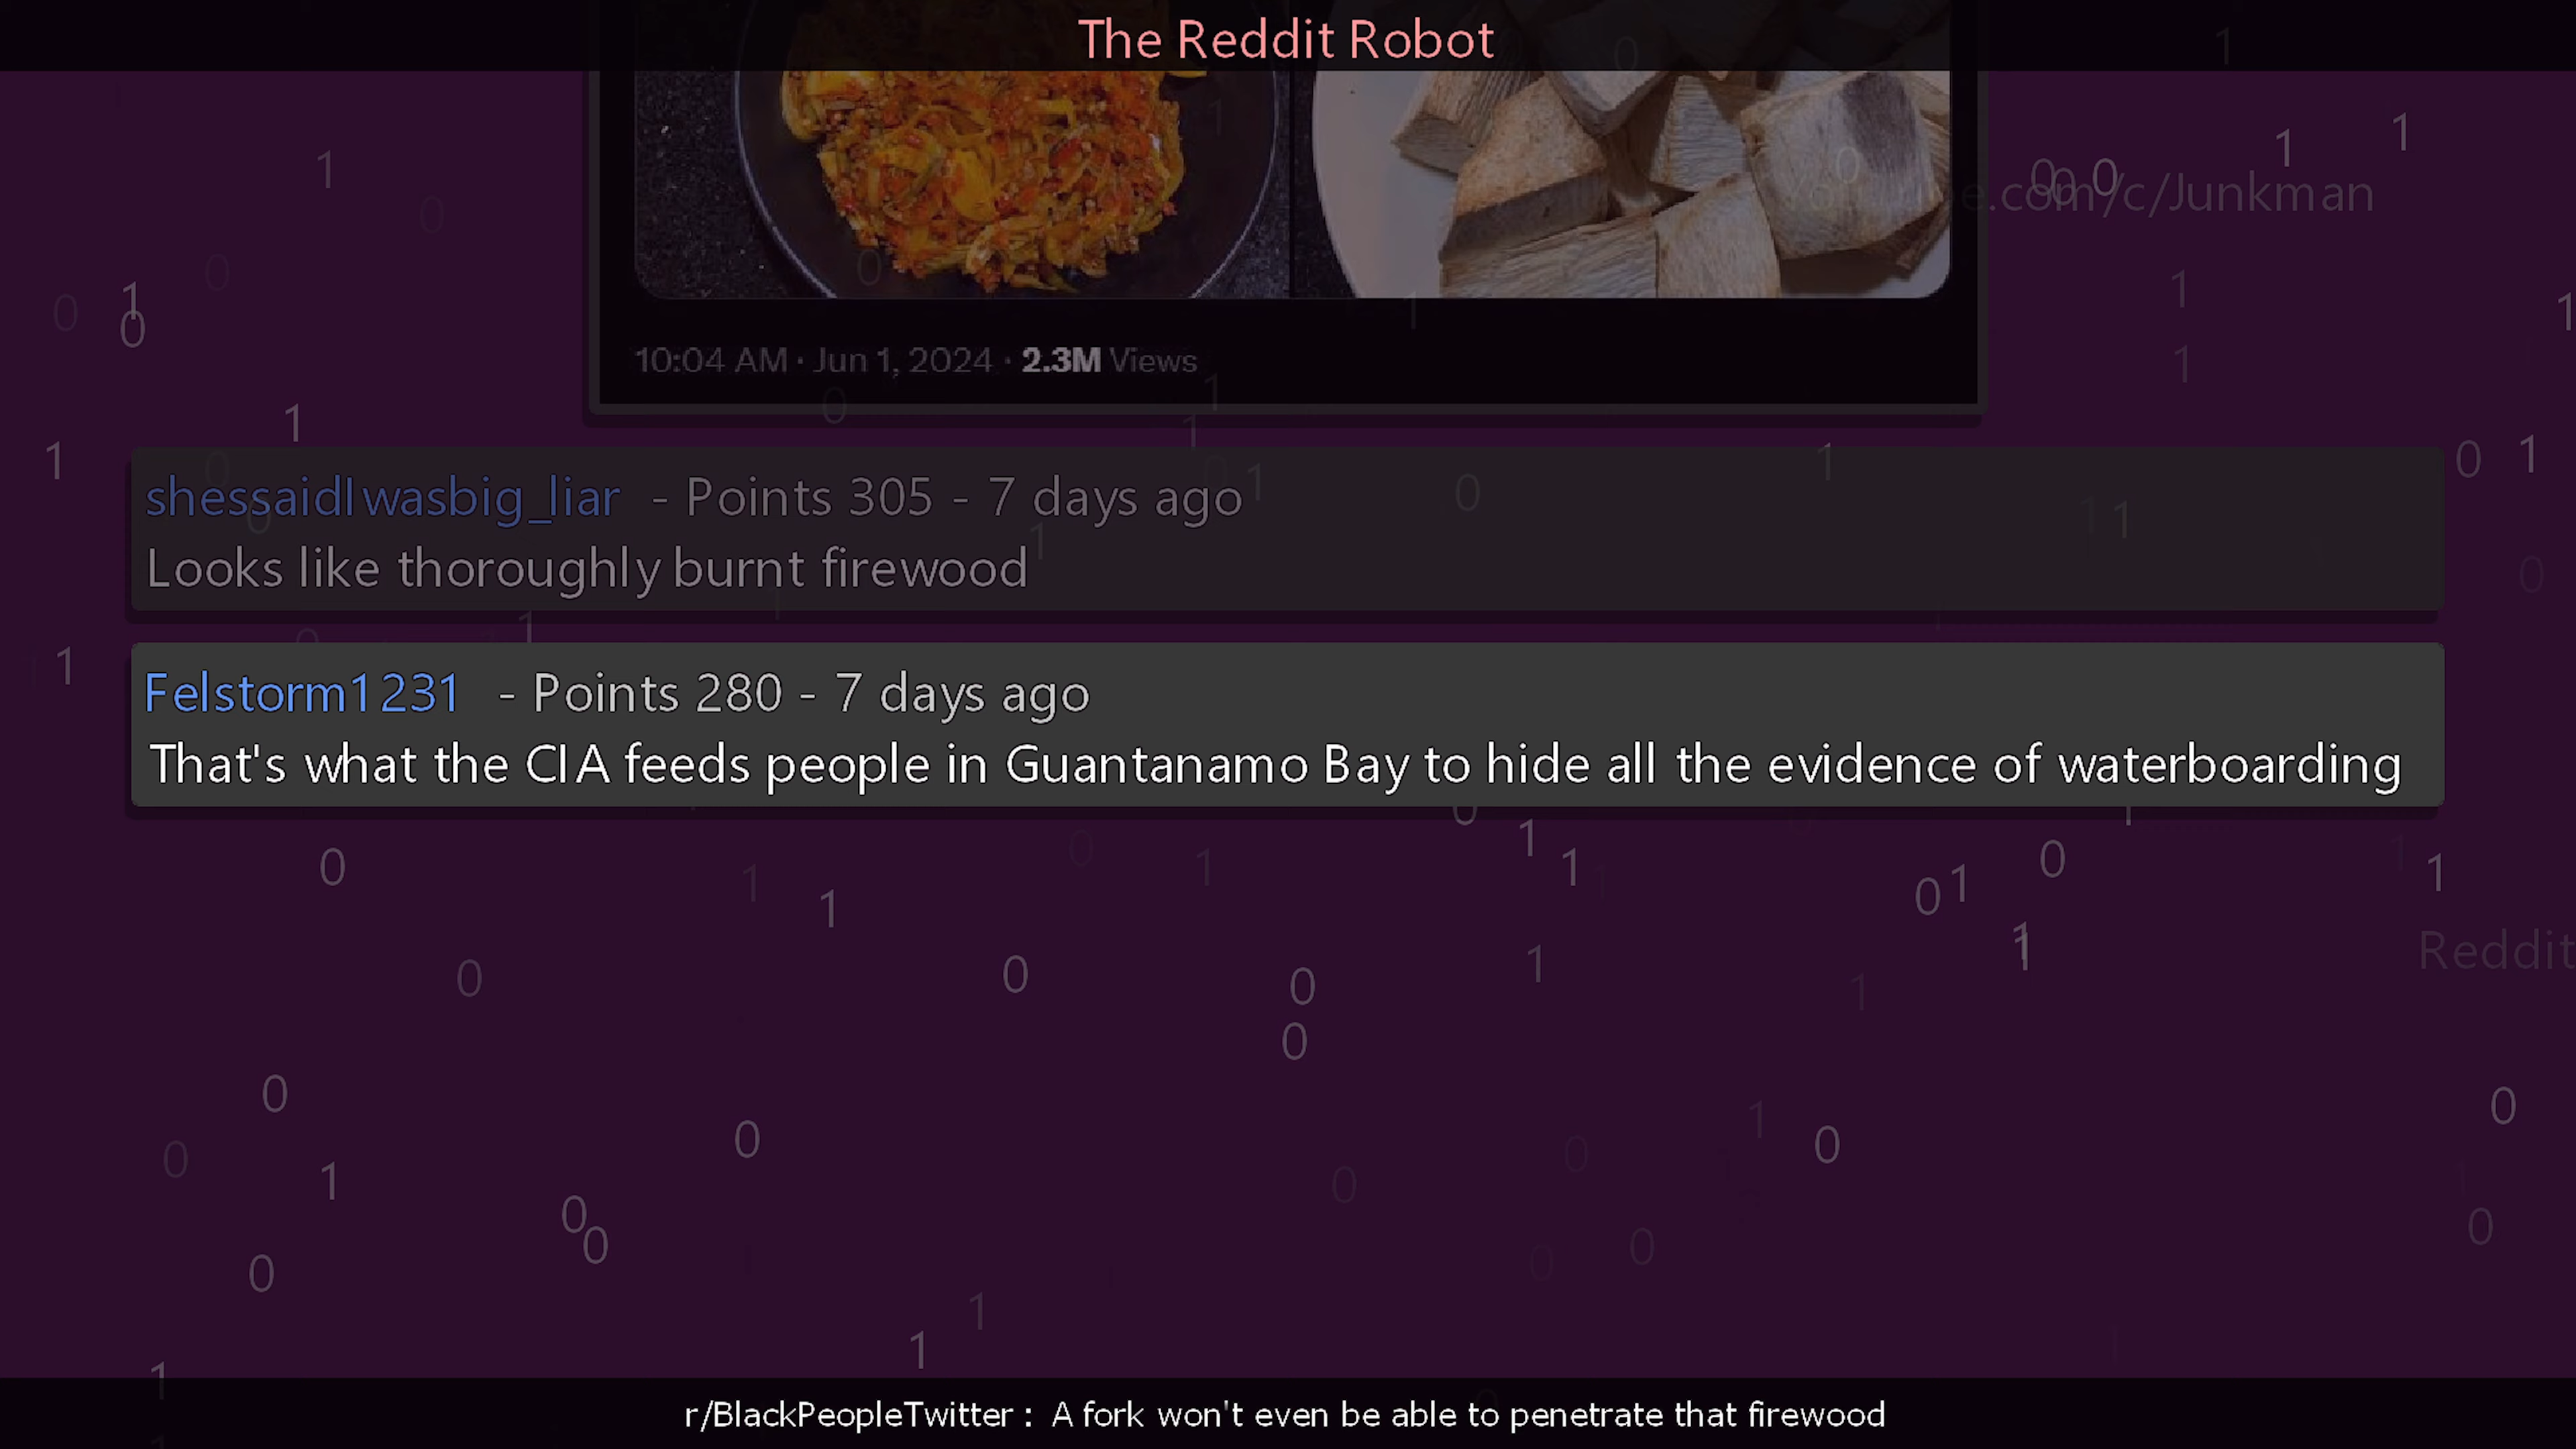 The Reddit Robot
.com/c/Junkman
10:04 AM · Jun 1, 2024 · 2.3M Views
shessaidIwasbig_liar - Points 305 - 7 days ago
Looks like thoroughly burnt firewood
Felstorm1231 - Points 280 - 7 days ago
That's what the CIA feeds people in Guantanamo Bay to hide all the evidence of waterboarding
Reddit
r/BlackPeopleTwitter : A fork won't even be able to penetrate that firewood